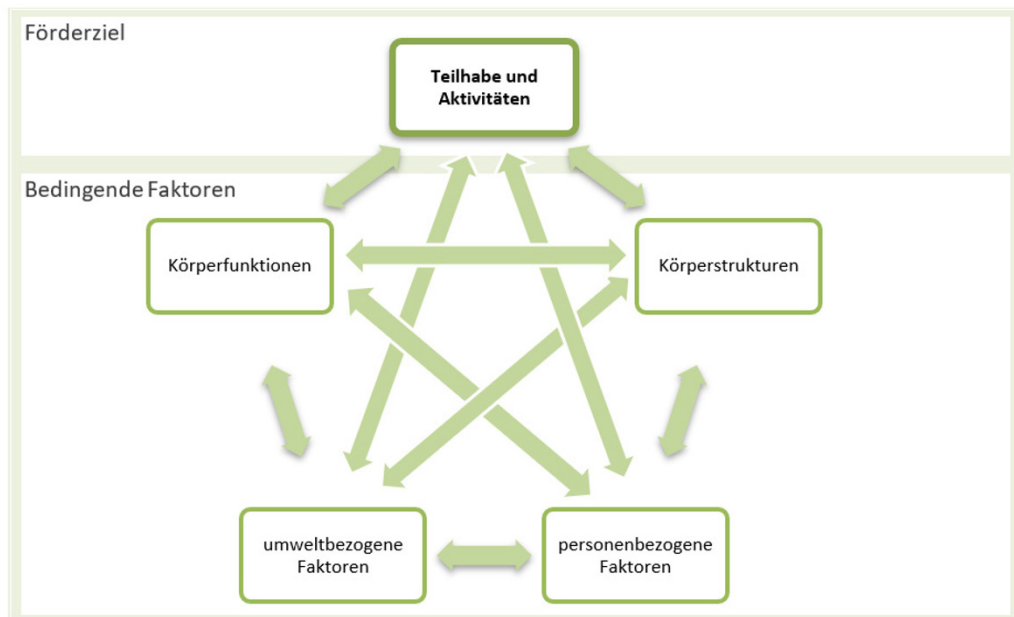 Förderziel
Teilhabe und
Aktivitäten
Bedingende Faktoren
Körperfunktionen
Körperstrukturen
umweltbezogene
Faktoren
personenbezogene
Faktoren